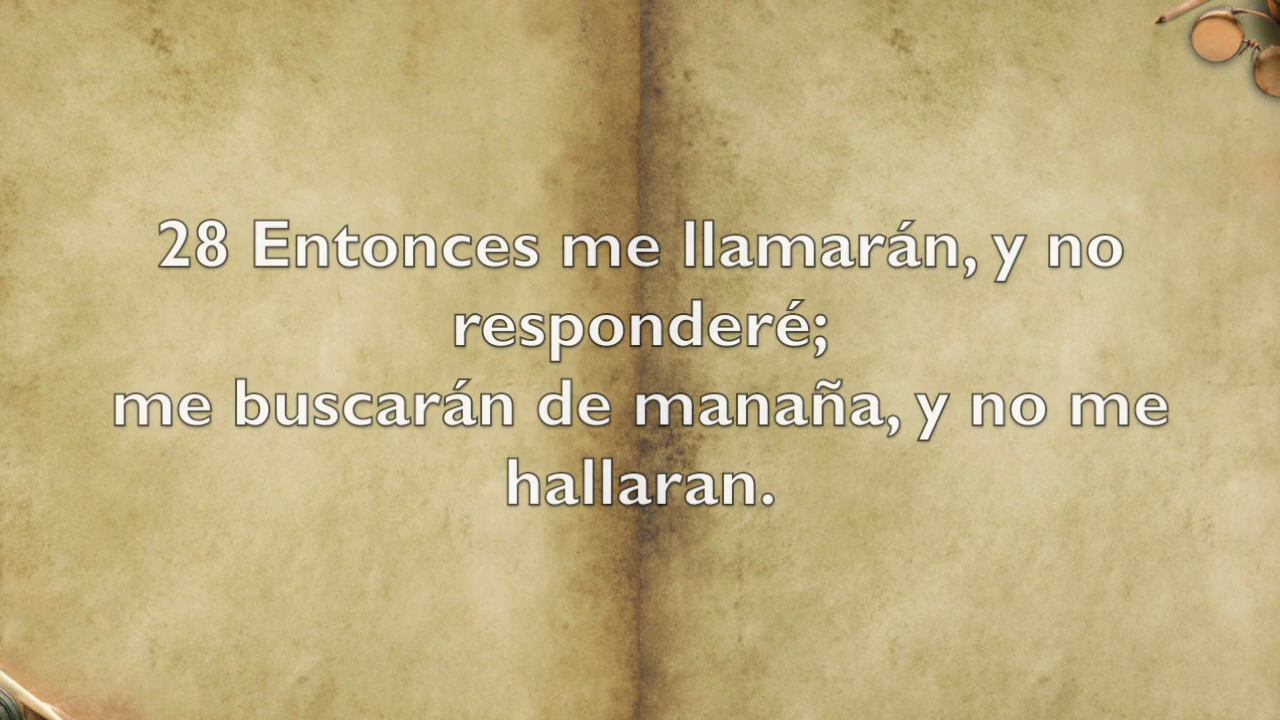 28 Entonces me llamarán, y no
responderé;
me buscarán de manaña, y no me
hallaran.